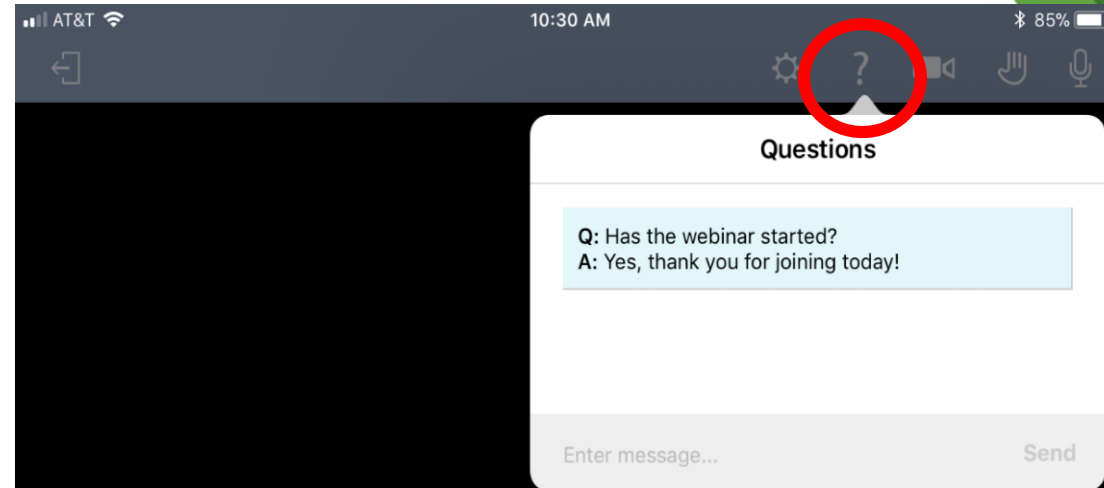 AT&T 10:30 AM 85%
?
Questions
Q: Has the webinar started?
A: Yes, thank you for joining today!
Enter message... Send